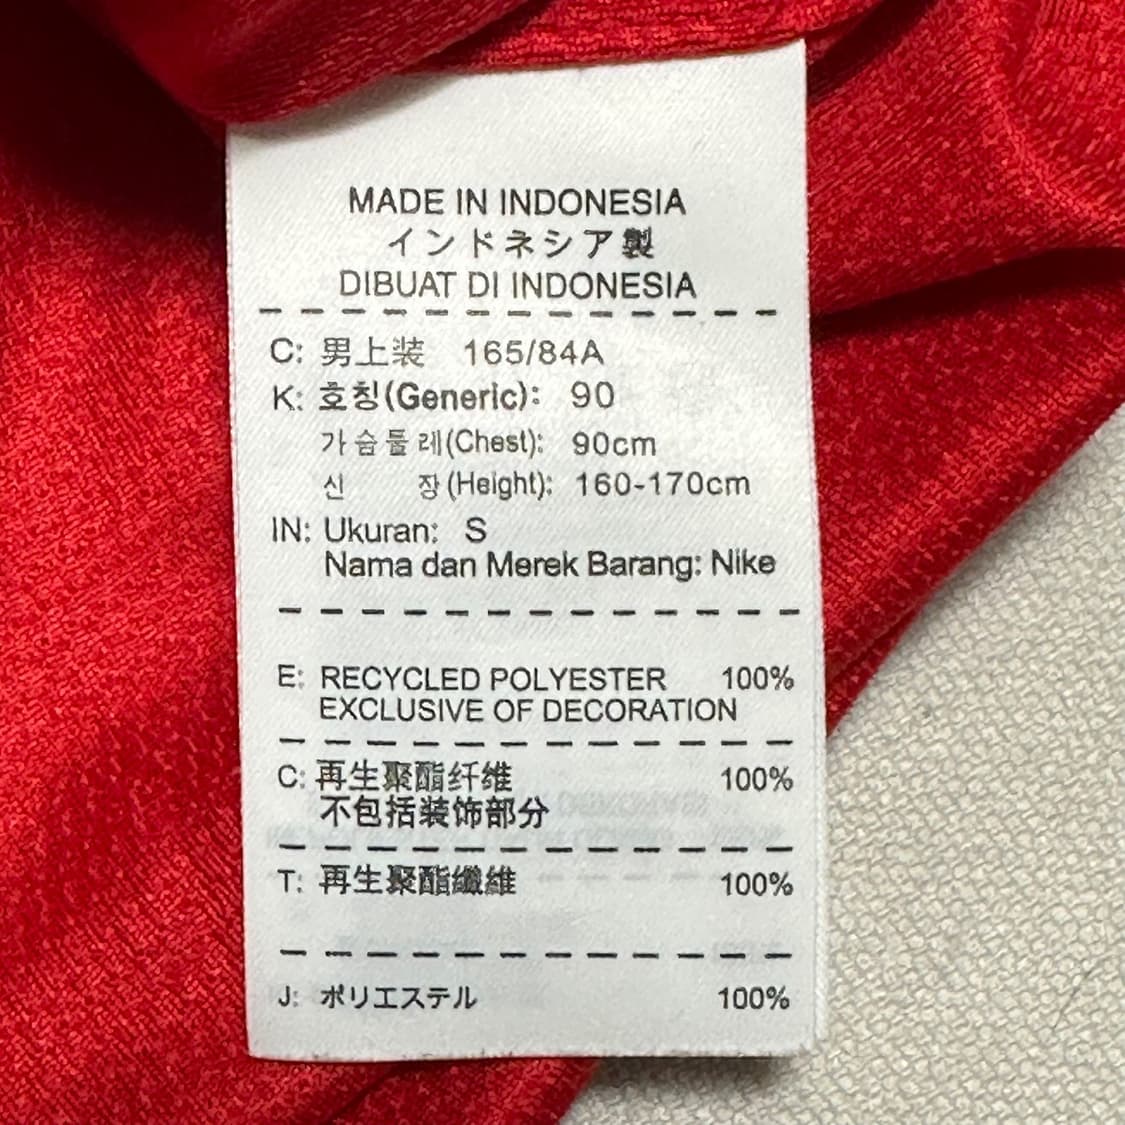 MADE IN INDONESIA
インドネシア製
DIBUAT DI INDONESIA
C: 男上装 165/84A
K: 호칭(Generic): 90
가슴둘레(Chest): 90cm
신 장(Height): 160-170cm
IN: Ukuran: S
Nama dan Merek Barang: Nike
E: RECYCLED POLYESTER 100%
EXCLUSIVE OF DECORATION
C: 再生聚酯纤维 100%
不包括装饰部分
T: 再生聚酯纖維 100%
J: ポリエステル 100%